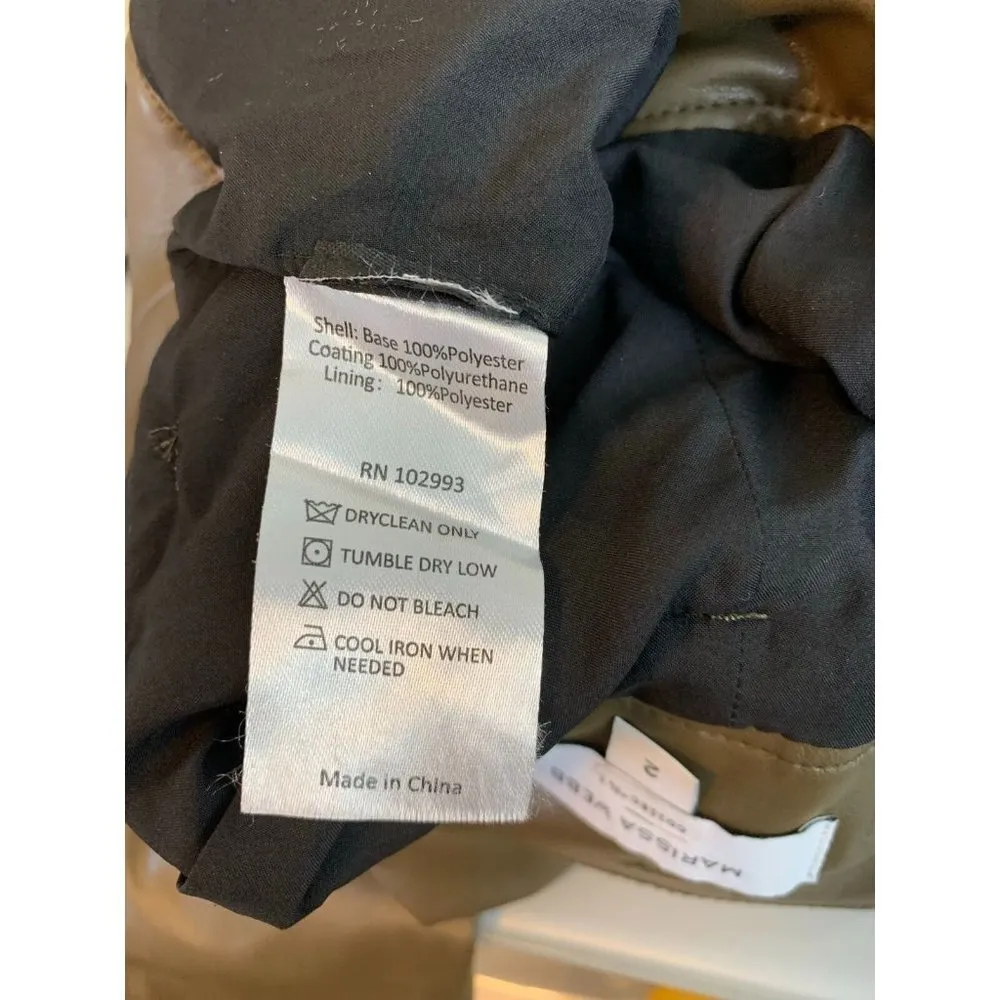 Shell: Base 100%Polyester
Coating 100%Polyurethane
Lining: 100%Polyester
RN 102993
DRYCLEAN ONLY
TUMBLE DRY LOW
DO NOT BLEACH
COOL IRON WHEN
NEEDED
Made in China
2
MARISSA WEBB